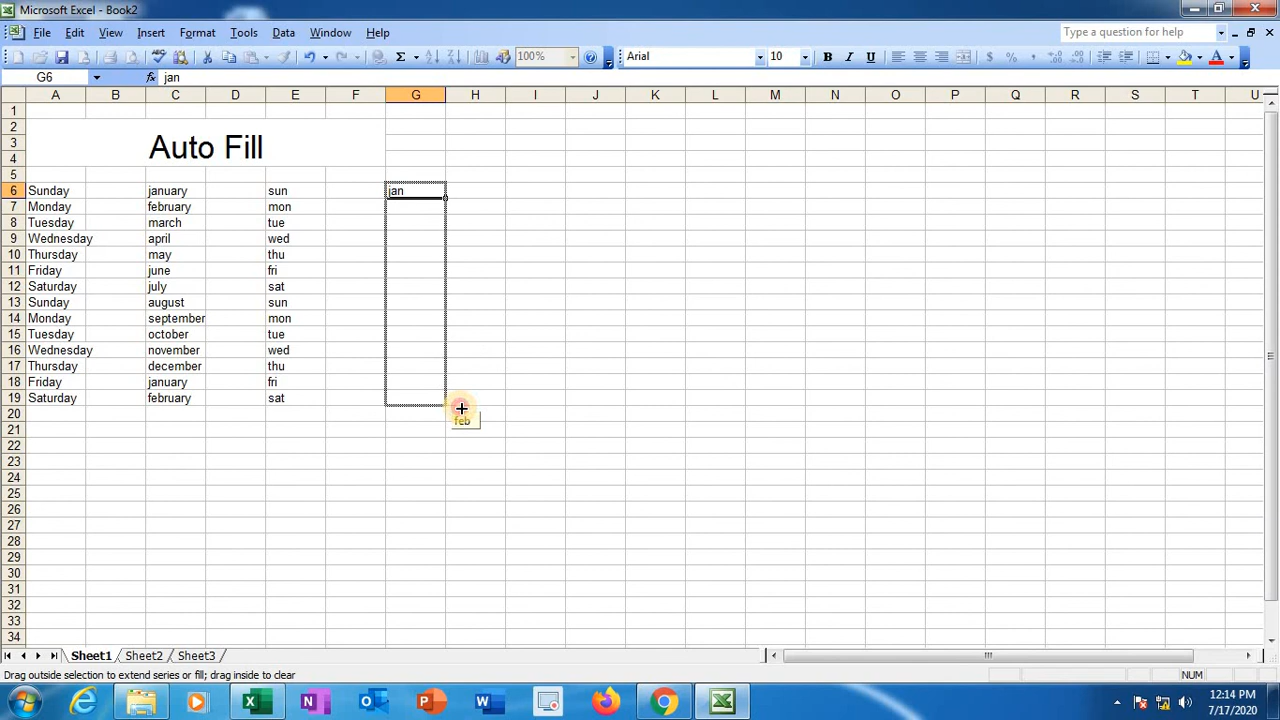 Microsoft Excel - Book2
File Edit View Insert Format Tools Data Window Help Type a question for help
100% Arial 10 B I U $ % A
G6 fx jan
A B C D E F G H I J K L M N O P Q R S T U
1
2
3 Auto Fill
4
5
6 Sunday january sun jan
7 Monday february mon
8 Tuesday march tue
9 Wednesday april wed
10 Thursday may thu
11 Friday june fri
12 Saturday july sat
13 Sunday august sun
14 Monday september mon
15 Tuesday october tue
16 Wednesday november wed
17 Thursday december thu
18 Friday january fri
19 Saturday february sat
20 feb
21
22
23
24
25
26
27
28
29
30
31
32
33
34
Sheet1 Sheet2 Sheet3
Drag outside selection to extend series or fill; drag inside to clear NUM
12:14 PM
7/17/2020